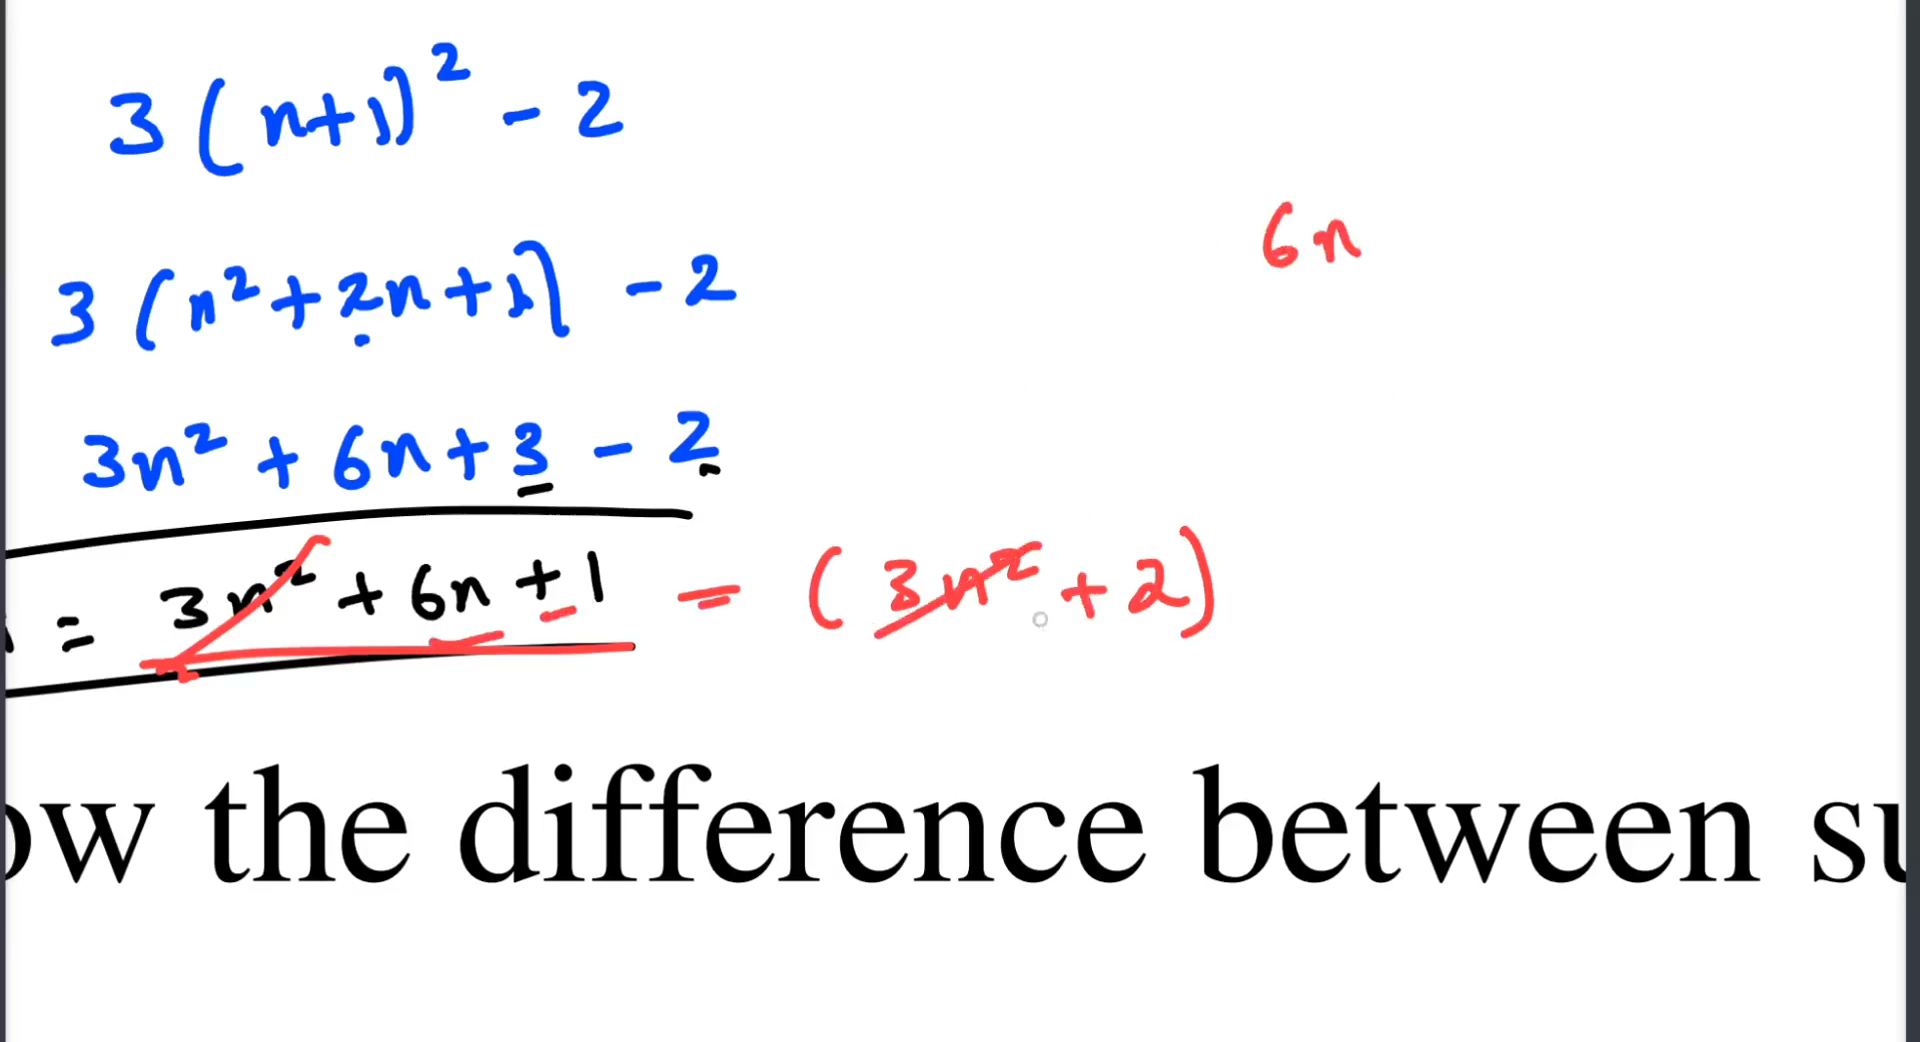 3(n+1)² - 2
6n
3(n²+2n+1) - 2
3n² + 6n + 3 - 2
= 3n² + 6n + 1 - (3n² + 2)
ow the difference between su